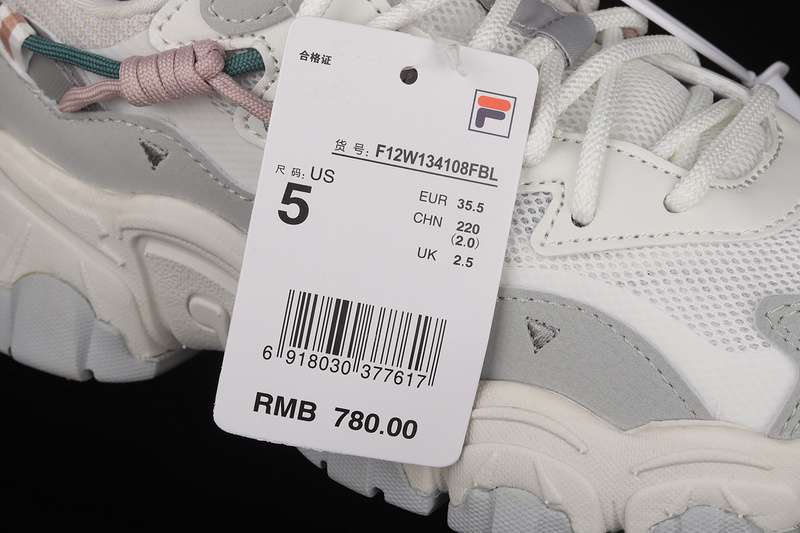 合格证
F
货 号: F12W134108FBL
尺 码: US
5
EUR 35.5
CHN 220
(2.0)
UK 2.5
6 918030 377617
RMB 780.00